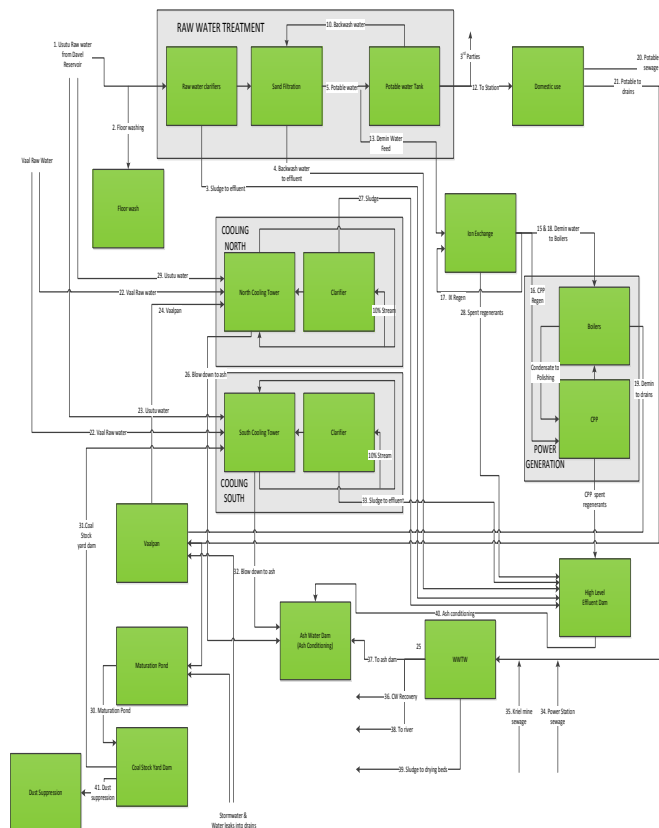 RAW WATER TREATMENT
10. Backwash water
1. Usutu Raw water
from Davel
Reservoir
Raw water clarifiers
Sand Filtration
5. Potable water
Potable water Tank
3rd Parties
12. To Station
Domestic use
20. Potable
sewage
21. Potable to
drains
2. Floor washing
13. Demin Water
Feed
4. Backwash water
to effluent
3. Sludge to effluent
27. Sludge
Vaal Raw Water
Floor wash
Ion Exchange
15 & 18. Demin water
to Boilers
COOLING
NORTH
29. Usutu water
22. Vaal Raw water
24. Vaalpan
North Cooling Tower
Clarifier
10% Stream
17. IX Regen
28. Spent regenerants
16. CPP
Regen
Boilers
Condensate to
Polishing
19. Demin
to drains
CPP
POWER
GENERATION
26. Blow down to ash
23. Usutu water
22. Vaal Raw water
South Cooling Tower
Clarifier
10% Stream
COOLING
SOUTH
33. Sludge to effluent
CPP spent
regenerants
31.Coal
Stock
yard dam
Vaalpan
32. Blow down to ash
High Level
Effluent Dam
40. Ash conditioning
Ash Water Dam
(Ash Conditioning)
25
WWTW
37. To ash dam
Maturation Pond
36. CW Recovery
35. Kriel mine
sewage
34. Power Station
sewage
30. Maturation Pond
38. To river
Coal Stock Yard Dam
39. Sludge to drying beds
Dust Suppression
41. Dust
suppression
Stormwater &
Water leaks into drains